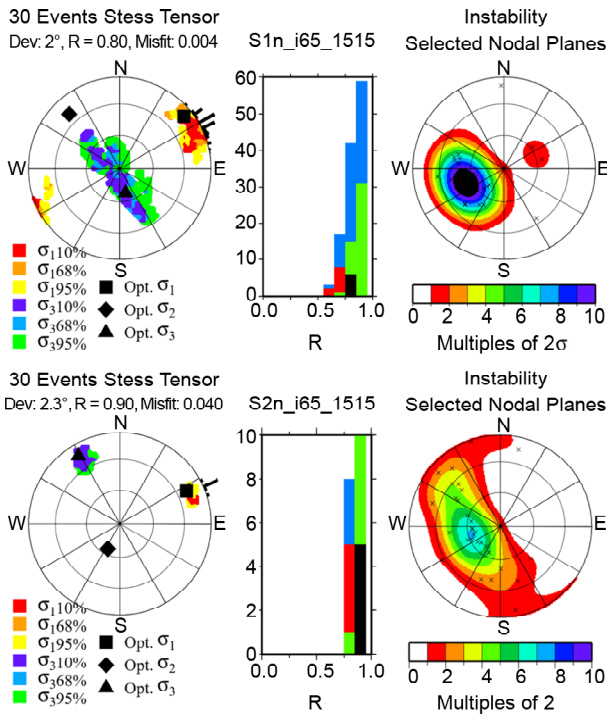 30 Events Stess Tensor
Dev: 2°, R = 0.80, Misfit: 0.004
N
W
E
S
σ₁10%
σ₁68%
σ₁95%
σ₃10%
σ₃68%
σ₃95%
Opt. σ₁
Opt. σ₂
Opt. σ₃
S1n_i65_1515
60
50
40
30
20
10
0
0.0 0.5 1.0
R
Instability
Selected Nodal Planes
N
W
E
S
0 2 4 6 8 10
Multiples of 2σ
30 Events Stess Tensor
Dev: 2.3°, R = 0.90, Misfit: 0.040
N
W
E
S
σ₁10%
σ₁68%
σ₁95%
σ₃10%
σ₃68%
σ₃95%
Opt. σ₁
Opt. σ₂
Opt. σ₃
S2n_i65_1515
10
8
6
4
2
0
0.0 0.5 1.0
R
Instability
Selected Nodal Planes
N
W
E
S
0 2 4 6 8 10
Multiples of 2